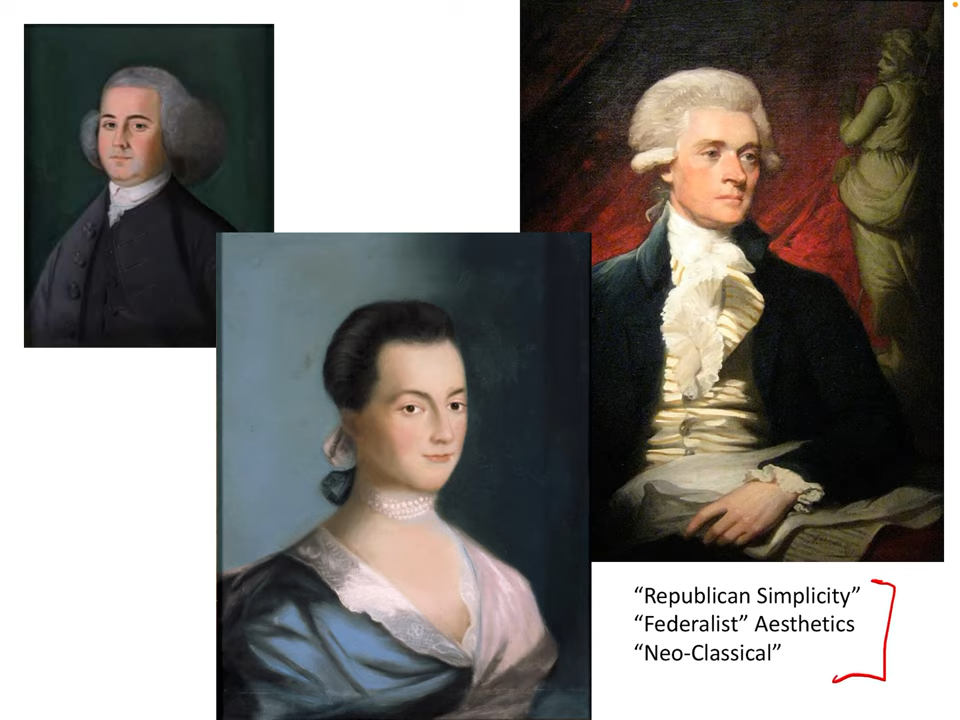 “Republican Simplicity”
“Federalist” Aesthetics
“Neo-Classical”